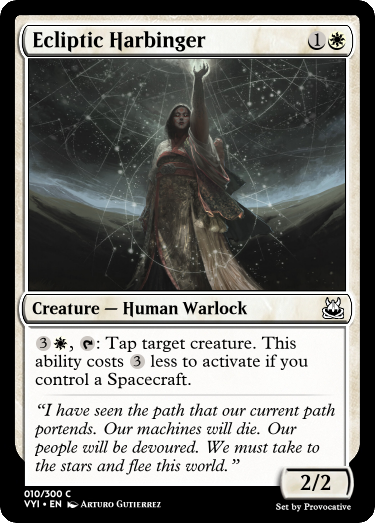 Ecliptic Harbinger 1
Creature — Human Warlock
3, : Tap target creature. This
ability costs 3 less to activate if you
control a Spacecraft.
“I have seen the path that our current path
portends. Our machines will die. Our
people will be devoured. We must take to
the stars and flee this world.”
2/2
010/300 C
VYI • EN Arturo Gutierrez
Set by Provocative